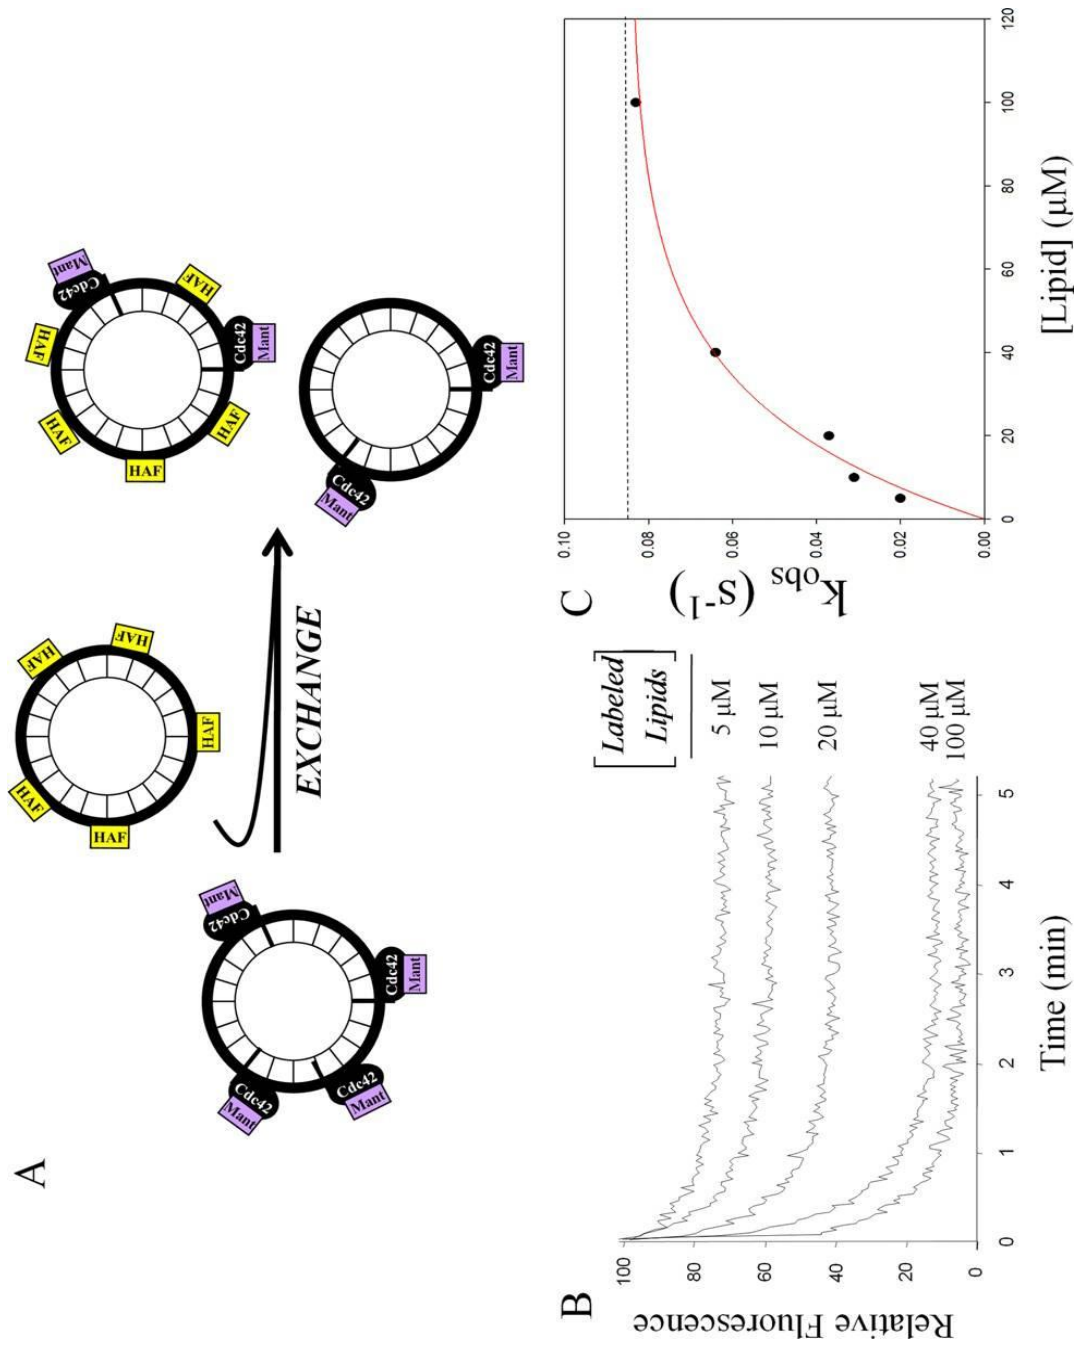 A
Mant
Cdc42
Mant
Cdc42
Cdc42
Mant
Cdc42
Mant
HAF
HAF
HAF
HAF
HAF
EXCHANGE
HAF
HAF
HAF
HAF
HAF
Mant
Cdc42
Cdc42
Mant
Cdc42
Mant
Cdc42
Mant
B
Relative Fluorescence
100
80
60
40
20
0
0
1
2
3
4
5
Time (min)
[Labeled
Lipids]
5 µM
10 µM
20 µM
40 µM
100 µM
C
kobs (s-1)
0.10
0.08
0.06
0.04
0.02
0.00
0
20
40
60
80
100
120
[Lipid] (µM)